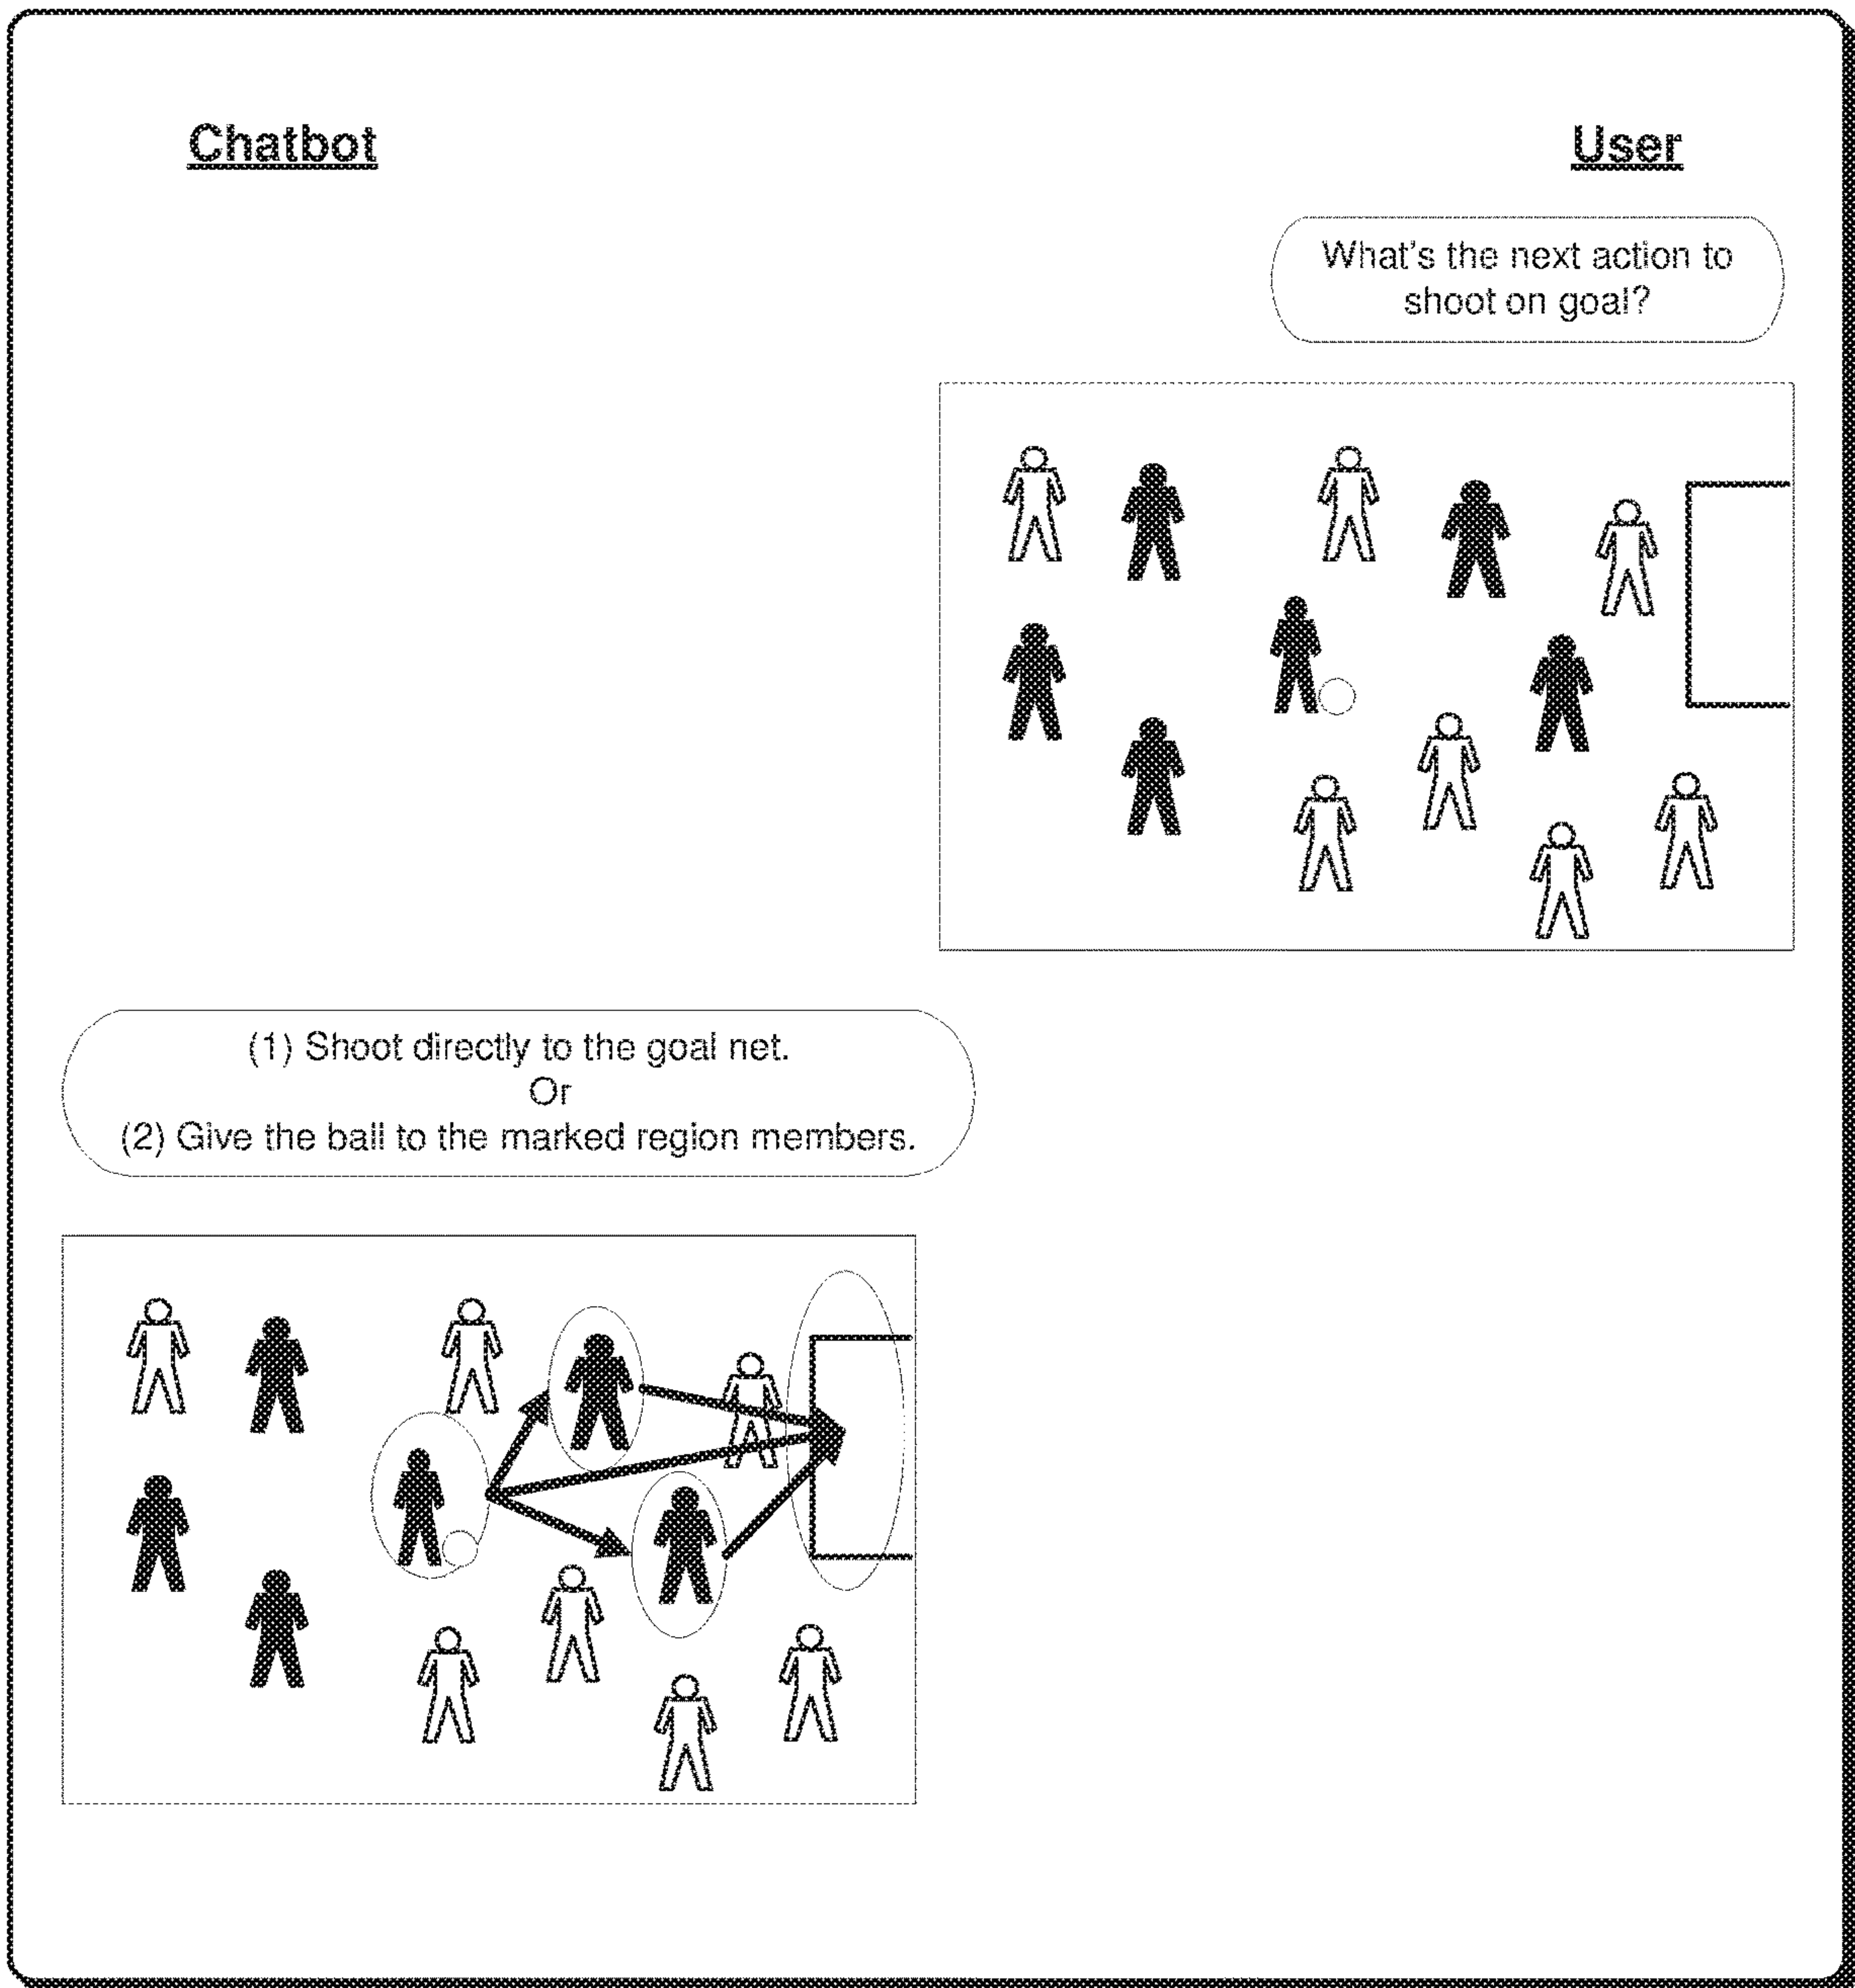 Chatbot
User
What's the next action to
shoot on goal?
(1) Shoot directly to the goal net.
Or
(2) Give the ball to the marked region members.